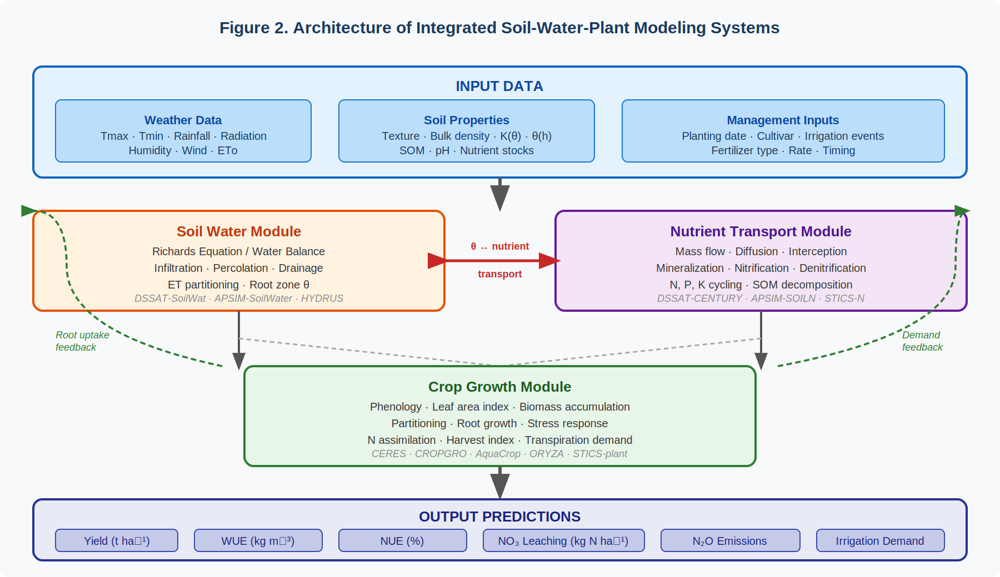 Figure 2. Architecture of Integrated Soil-Water-Plant Modeling Systems
INPUT DATA
Weather Data
Tmax · Tmin · Rainfall · Radiation
Humidity · Wind · ETo
Soil Properties
Texture · Bulk density · K(θ) · θ(h)
SOM · pH · Nutrient stocks
Management Inputs
Planting date · Cultivar · Irrigation events
Fertilizer type · Rate · Timing
Soil Water Module
Richards Equation / Water Balance
Infiltration · Percolation · Drainage
ET partitioning · Root zone θ
DSSAT-SoilWat · APSIM-SoilWater · HYDRUS
θ ↔ nutrient
transport
Nutrient Transport Module
Mass flow · Diffusion · Interception
Mineralization · Nitrification · Denitrification
N, P, K cycling · SOM decomposition
DSSAT-CENTURY · APSIM-SOILN · STICS-N
Root uptake
feedback
Demand
feedback
Crop Growth Module
Phenology · Leaf area index · Biomass accumulation
Partitioning · Root growth · Stress response
N assimilation · Harvest index · Transpiration demand
CERES · CROPGRO · AquaCrop · ORYZA · STICS-plant
OUTPUT PREDICTIONS
Yield (t ha□¹)
WUE (kg m□³)
NUE (%)
NO₃ Leaching (kg N ha□¹)
N₂O Emissions
Irrigation Demand